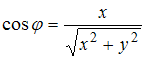 cos φ = x / √(x² + y²)